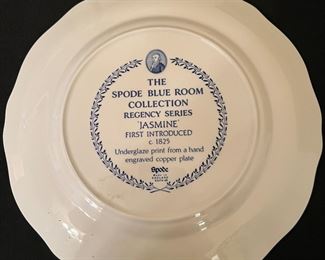 THE
SPODE BLUE ROOM
COLLECTION
REGENCY SERIES
'JASMINE'
FIRST INTRODUCED
c. 1825
Underglaze print from a hand
engraved copper plate
Spode